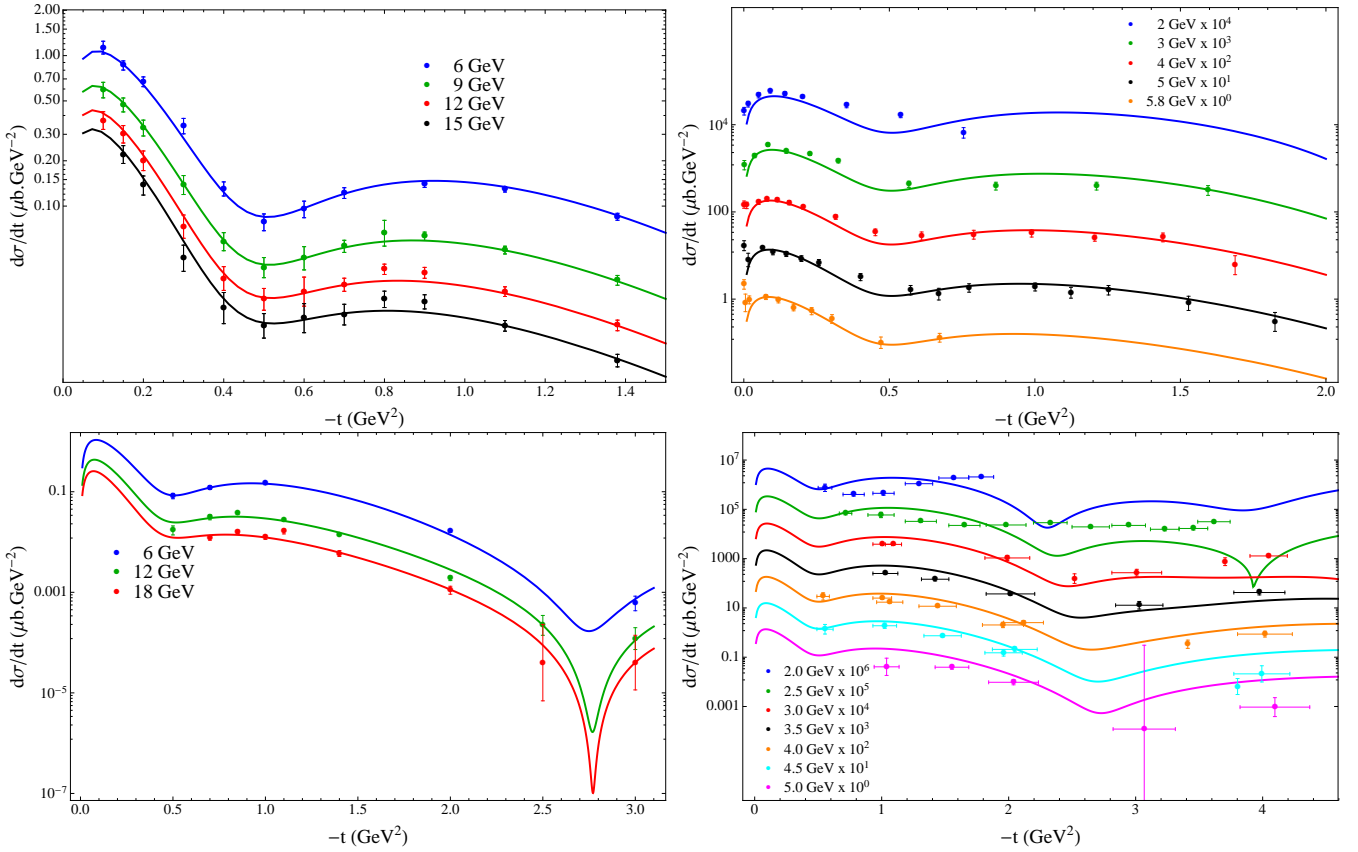 2.00
1.50
1.00
0.70
0.50
0.30
0.20
0.15
0.10
dσ/dt (μb.GeV⁻²)
6 GeV
9 GeV
12 GeV
15 GeV
0.0 0.2 0.4 0.6 0.8 1.0 1.2 1.4
−t (GeV²)
10⁴
100
1
dσ/dt (μb.GeV⁻²)
2 GeV x 10⁴
3 GeV x 10³
4 GeV x 10²
5 GeV x 10¹
5.8 GeV x 10⁰
0.0 0.5 1.0 1.5 2.0
−t (GeV²)
0.1
0.001
10⁻⁵
10⁻⁷
dσ/dt (μb.GeV⁻²)
6 GeV
12 GeV
18 GeV
0.0 0.5 1.0 1.5 2.0 2.5 3.0
−t (GeV²)
10⁷
10⁵
1000
10
0.1
0.001
dσ/dt (μb.GeV⁻²)
2.0 GeV x 10⁶
2.5 GeV x 10⁵
3.0 GeV x 10⁴
3.5 GeV x 10³
4.0 GeV x 10²
4.5 GeV x 10¹
5.0 GeV x 10⁰
0 1 2 3 4
−t (GeV²)